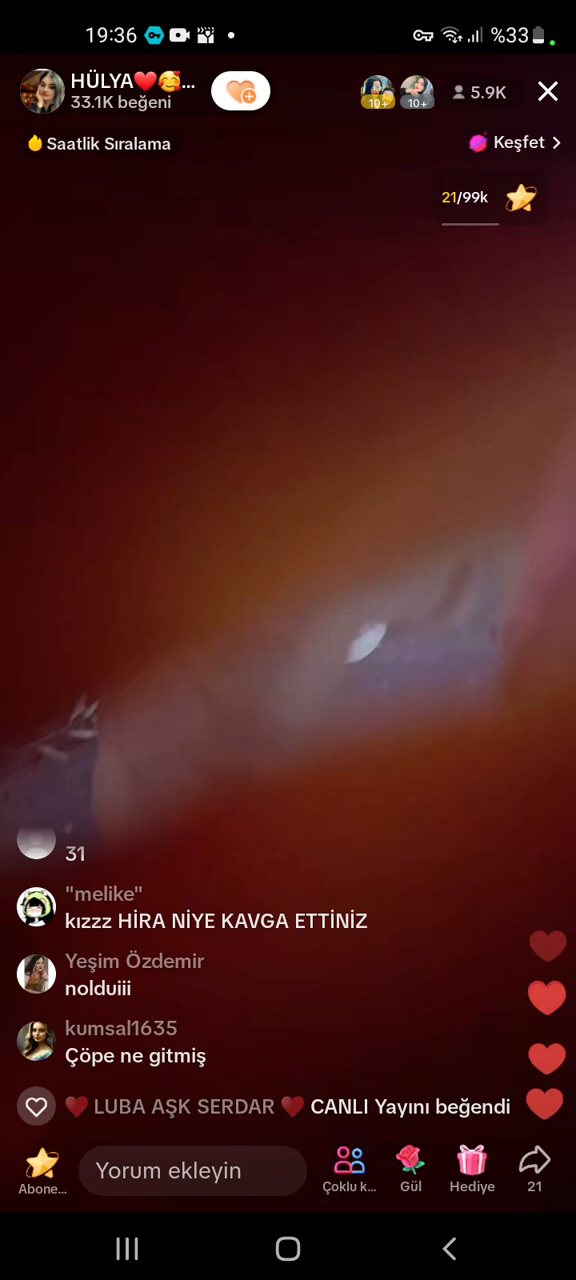 19:36
%33
HÜLYA❤️🥰...
33.1K beğeni
10+
10+
5.9K
Saatlik Sıralama
Keşfet
21/99k
31
"melike"
kızzz HİRA NİYE KAVGA ETTİNİZ
Yeşim Özdemir
nolduiii
kumsal1635
Çöpe ne gitmiş
❤️ LUBA AŞK SERDAR ❤️ CANLI Yayını beğendi
Yorum ekleyin
Abone...
Çoklu k...
Gül
Hediye
21